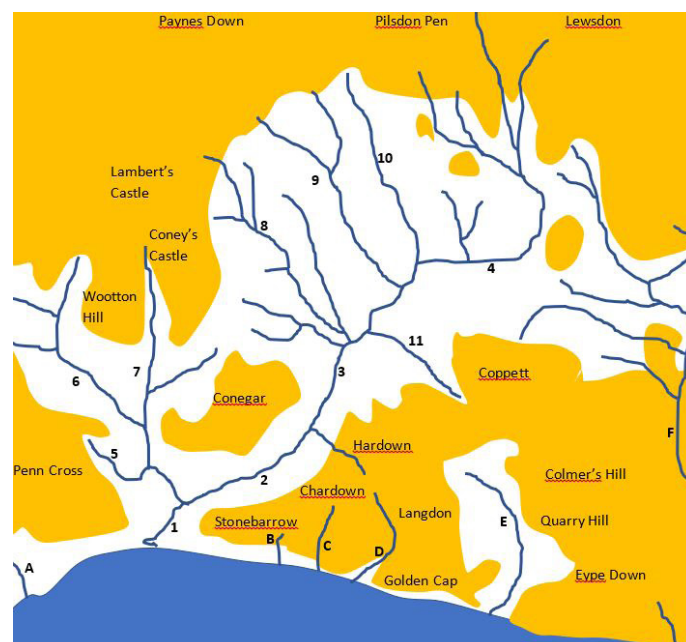 Paynes Down
Pilsdon Pen
Lewsdon
10
9
Lambert's
Castle
8
Coney's
Castle
4
Wootton
Hill
11
6
7
3
Coppett
Conegar
F
Hardown
5
Penn Cross
2
Colmer's Hill
Chardown
Langdon
Stonebarrow
1
E
Quarry Hill
B
C
D
A
Golden Cap
Eype Down